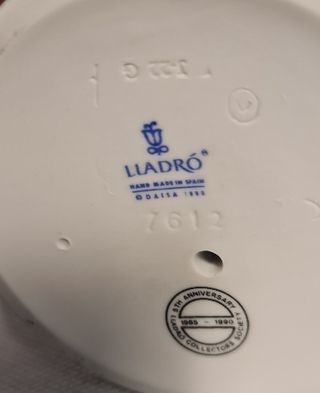 LLADRÓ
HAND MADE IN SPAIN
© DAISA 1990
7612
5TH ANNIVERSARY
1985 - 1990
LLADRÓ COLLECTORS SOCIETY